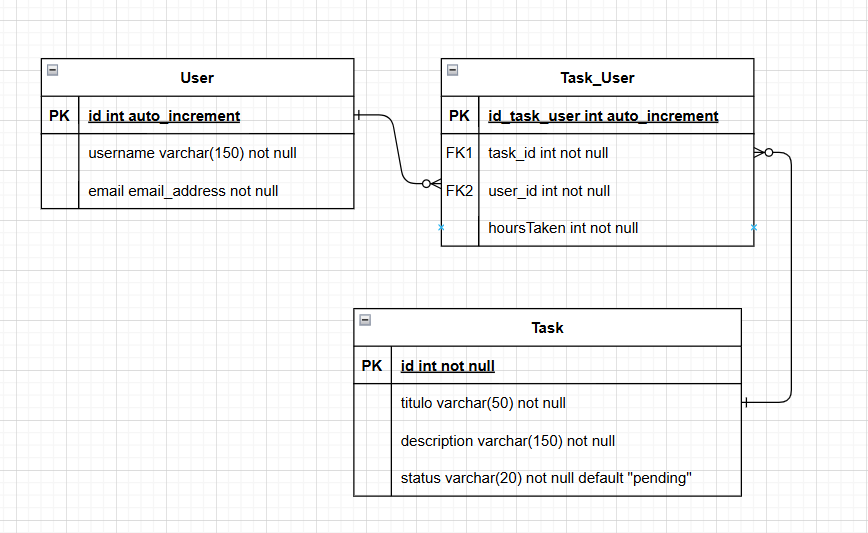 User
PK id int auto_increment
username varchar(150) not null
email email_address not null
Task_User
PK id_task_user int auto_increment
FK1 task_id int not null
FK2 user_id int not null
hoursTaken int not null
Task
PK id int not null
titulo varchar(50) not null
description varchar(150) not null
status varchar(20) not null default "pending"